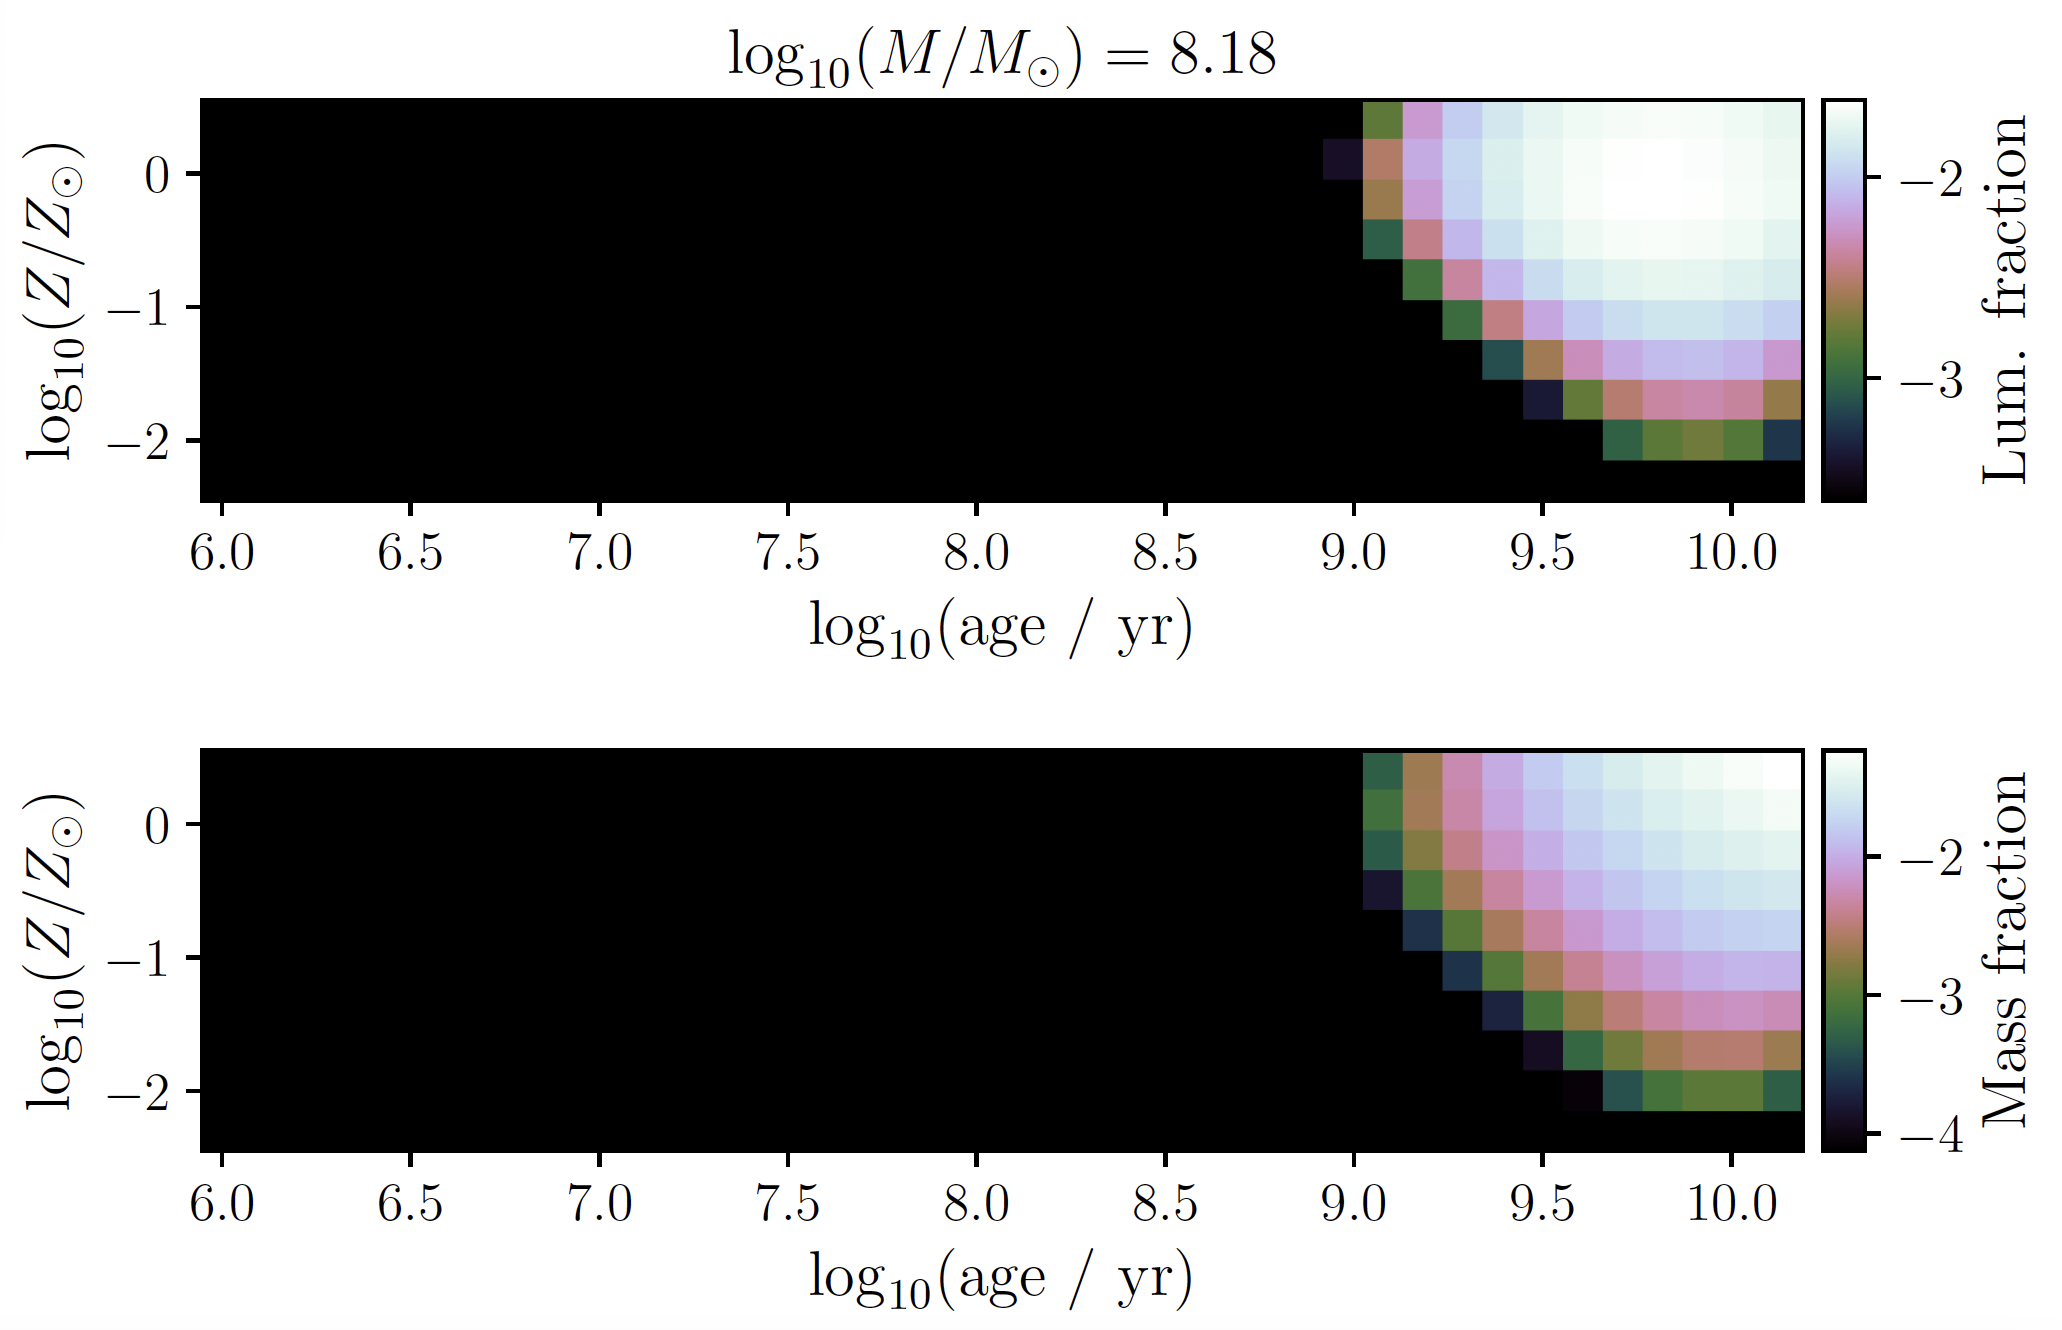 log₁₀(M/M⊙) = 8.18
log₁₀(Z/Z⊙)
0
−1
−2
6.0 6.5 7.0 7.5 8.0 8.5 9.0 9.5 10.0
log₁₀(age / yr)
−2
−3
Lum. fraction
log₁₀(Z/Z⊙)
0
−1
−2
6.0 6.5 7.0 7.5 8.0 8.5 9.0 9.5 10.0
log₁₀(age / yr)
−2
−3
−4
Mass fraction